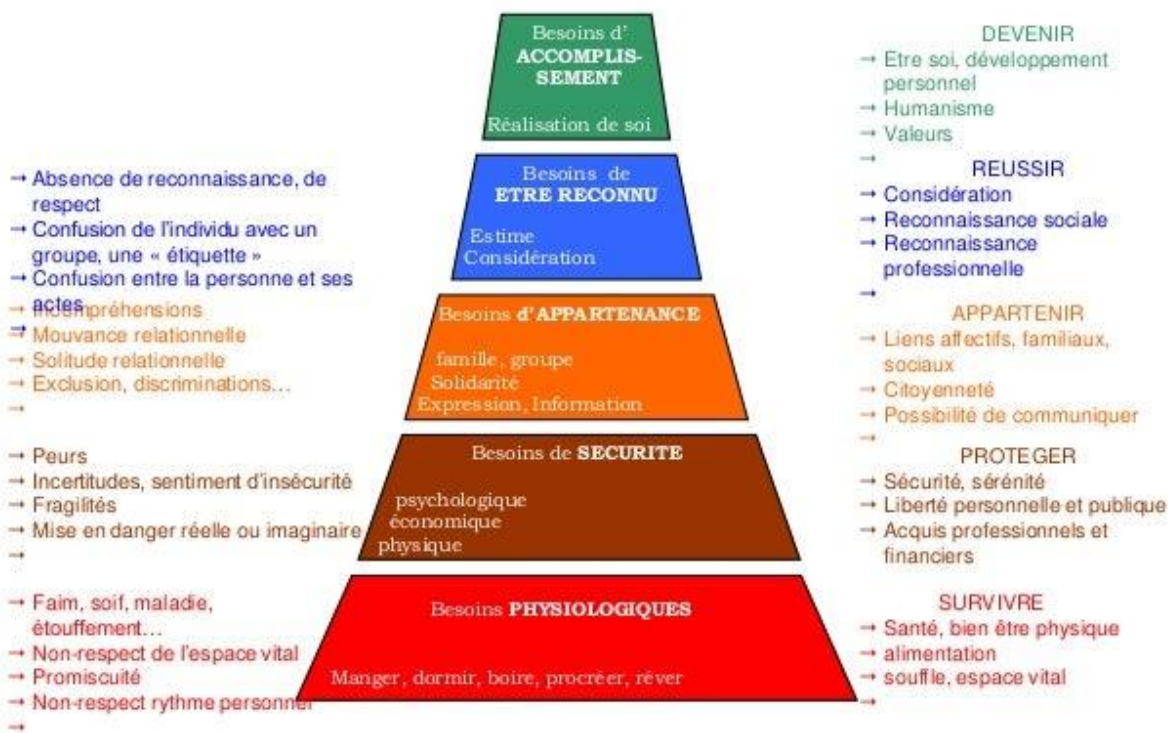 Besoins d'
ACCOMPLIS-
SEMENT
Réalisation de soi
DEVENIR
→ Etre soi, développement
personnel
→ Humanisme
→ Valeurs
→
→ Absence de reconnaissance, de
respect
→ Confusion de l'individu avec un
groupe, une « étiquette »
→ Confusion entre la personne et ses
actes
→
Besoins de
ETRE RECONNU
Estime
Considération
REUSSIR
→ Considération
→ Reconnaissance sociale
→ Reconnaissance
professionnelle
→
→ Incompréhensions
→ Mouvance relationnelle
→ Solitude relationnelle
→ Exclusion, discriminations…
→
Besoins d'APPARTENANCE
famille, groupe
Solidarité
Expression, Information
APPARTENIR
→ Liens affectifs, familiaux,
sociaux
→ Citoyenneté
→ Possibilité de communiquer
→
→ Peurs
→ Incertitudes, sentiment d'insécurité
→ Fragilités
→ Mise en danger réelle ou imaginaire
→
Besoins de SECURITE
psychologique
économique
physique
PROTEGER
→ Sécurité, sérénité
→ Liberté personnelle et publique
→ Acquis professionnels et
financiers
→ Faim, soif, maladie,
étouffement…
→ Non-respect de l'espace vital
→ Promiscuité
→ Non-respect rythme personnel
→
Besoins PHYSIOLOGIQUES
Manger, dormir, boire, procréer, rêver
SURVIVRE
→ Santé, bien être physique
→ alimentation
→ souffle, espace vital
→